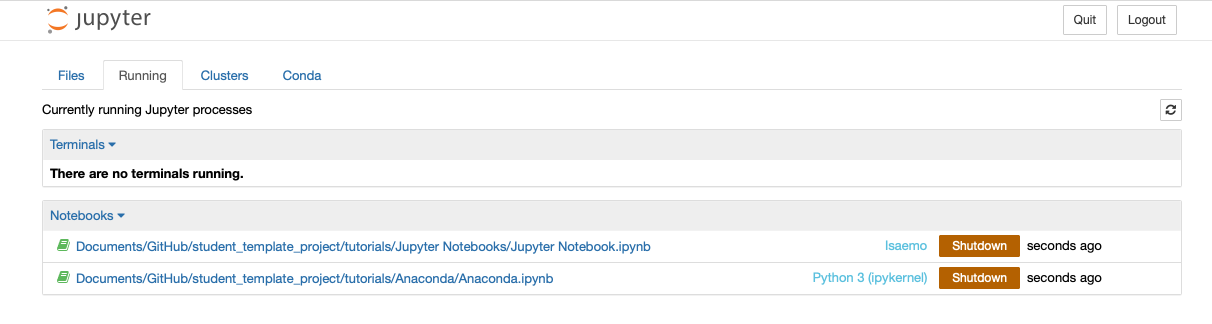 jupyter
Quit Logout
Files Running Clusters Conda
Currently running Jupyter processes
Terminals
There are no terminals running.
Notebooks
Documents/GitHub/student_template_project/tutorials/Jupyter Notebooks/Jupyter Notebook.ipynb lsaemo Shutdown seconds ago
Documents/GitHub/student_template_project/tutorials/Anaconda/Anaconda.ipynb Python 3 (ipykernel) Shutdown seconds ago